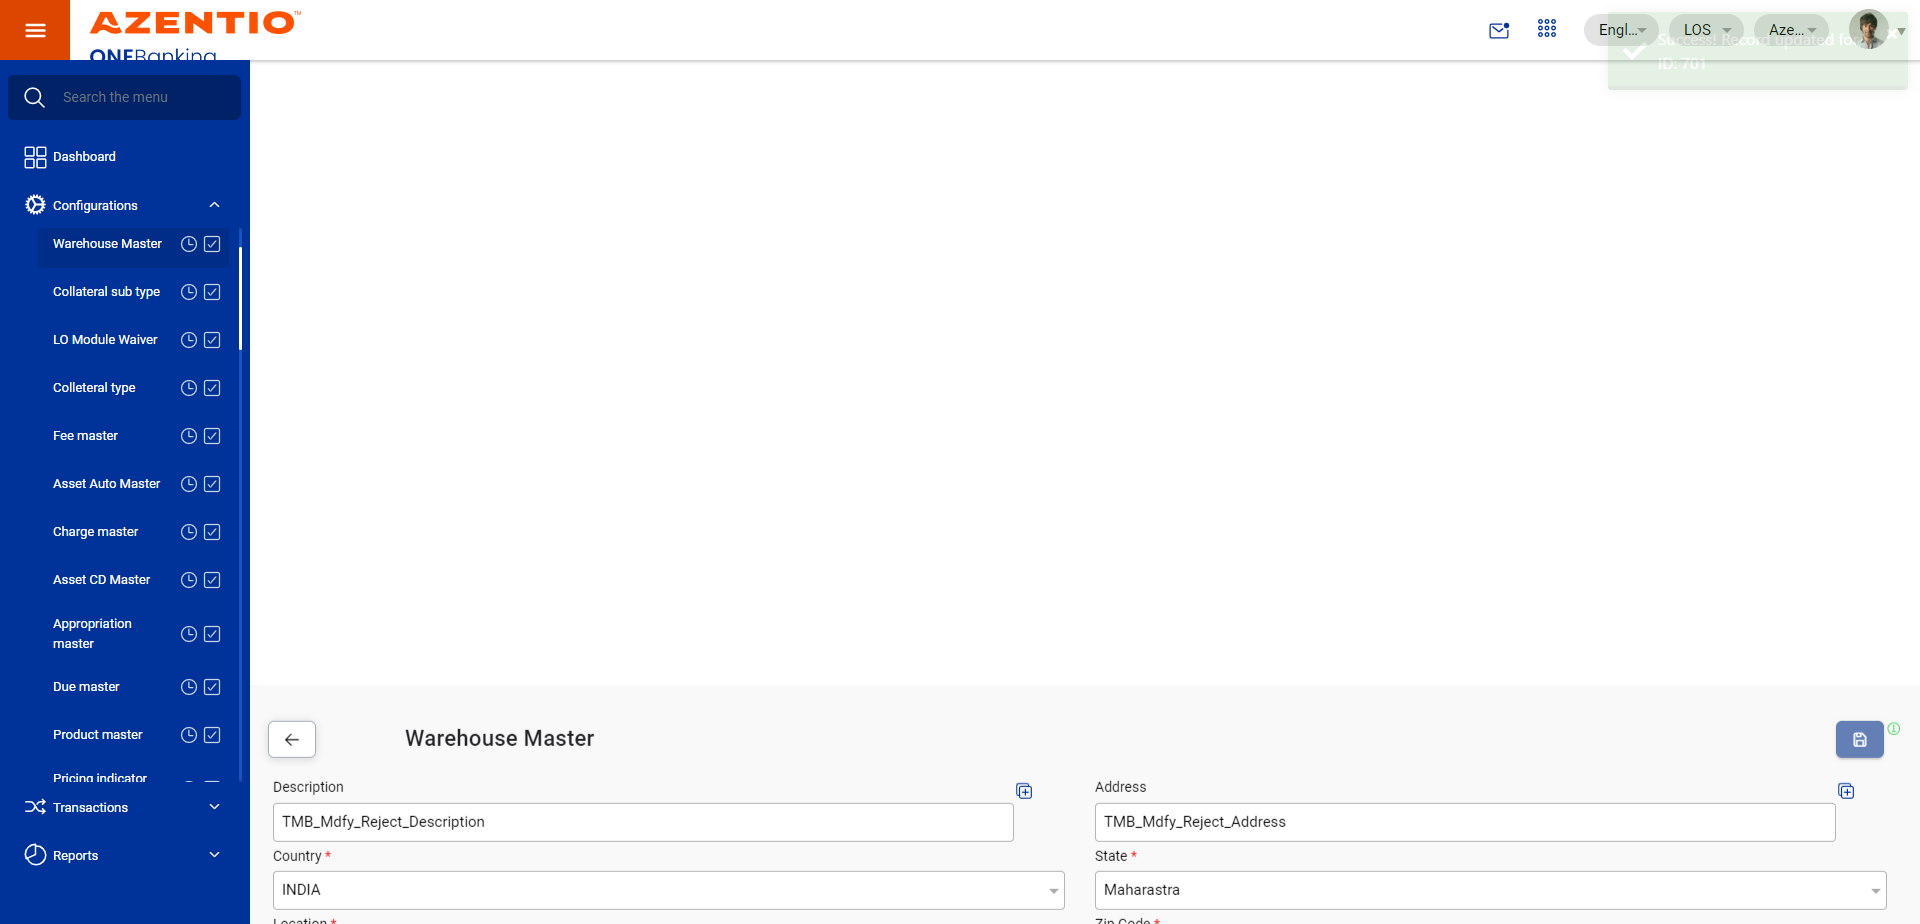 AZENTIO™
ONEBanking
Engl...
LOS
Aze...
Success! Record updated for
ID: 701
Search the menu
Dashboard
Configurations
Warehouse Master
Collateral sub type
LO Module Waiver
Colleteral type
Fee master
Asset Auto Master
Charge master
Asset CD Master
Appropriation
master
Due master
Product master
Pricing indicator
Transactions
Reports
Warehouse Master
Description
TMB_Mdfy_Reject_Description
Address
TMB_Mdfy_Reject_Address
Country *
INDIA
State *
Maharastra
Location *
Zip Code *